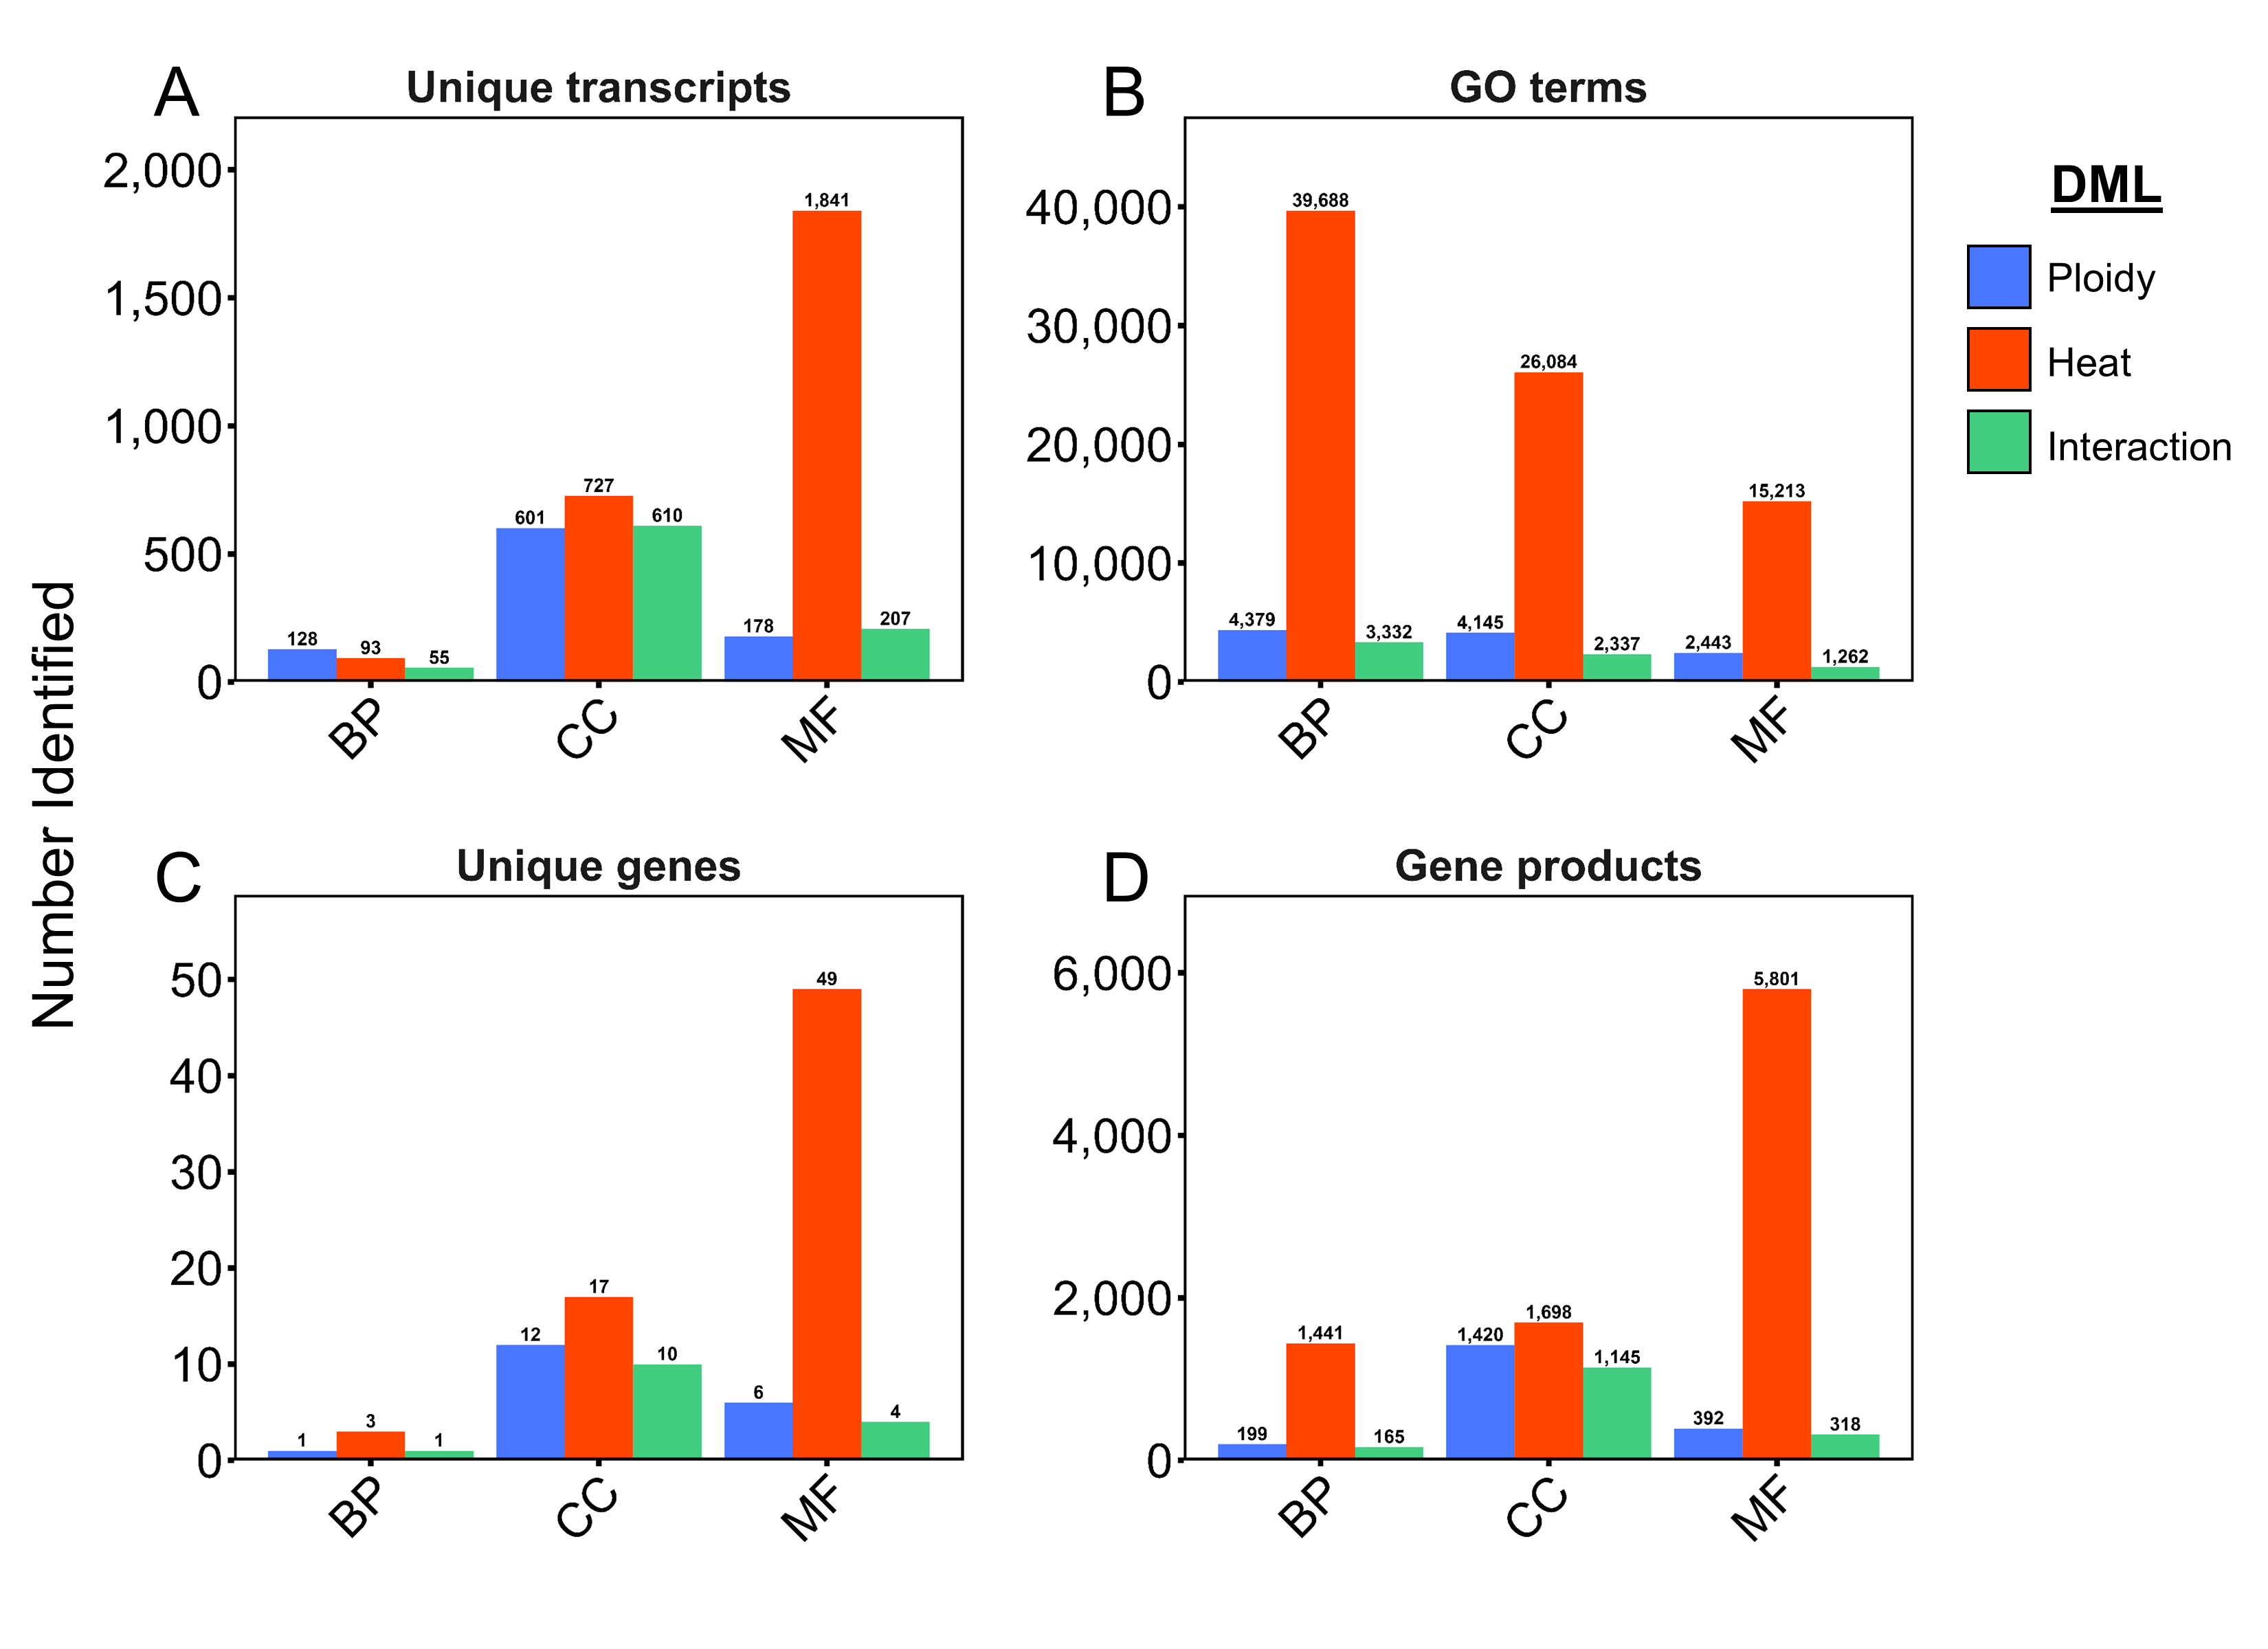 A
Unique transcripts
2,000
1,500
1,000
500
0
128
93
55
601
727
610
178
1,841
207
BP
CC
MF
B
GO terms
40,000
30,000
20,000
10,000
0
4,379
39,688
3,332
4,145
26,084
2,337
2,443
15,213
1,262
BP
CC
MF
DML
Ploidy
Heat
Interaction
Number Identified
C
Unique genes
50
40
30
20
10
0
1
3
1
12
17
10
6
49
4
BP
CC
MF
D
Gene products
6,000
4,000
2,000
0
199
1,441
165
1,420
1,698
1,145
392
5,801
318
BP
CC
MF